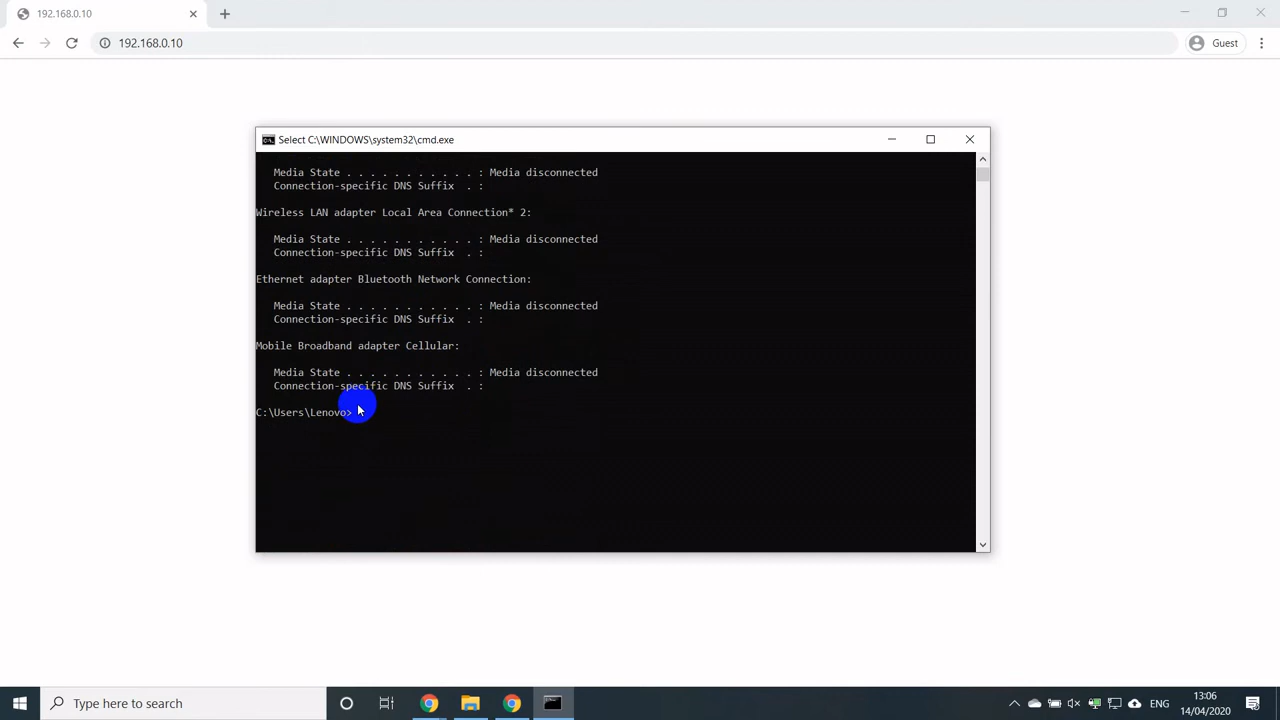 192.168.0.10
192.168.0.10
Guest
Select C:\WINDOWS\system32\cmd.exe
Media State . . . . . . . . . . . : Media disconnected
Connection-specific DNS Suffix . :
Wireless LAN adapter Local Area Connection* 2:
Media State . . . . . . . . . . . : Media disconnected
Connection-specific DNS Suffix . :
Ethernet adapter Bluetooth Network Connection:
Media State . . . . . . . . . . . : Media disconnected
Connection-specific DNS Suffix . :
Mobile Broadband adapter Cellular:
Media State . . . . . . . . . . . : Media disconnected
Connection-specific DNS Suffix . :
C:\Users\Lenovo>
Type here to search
ENG
13:06
14/04/2020